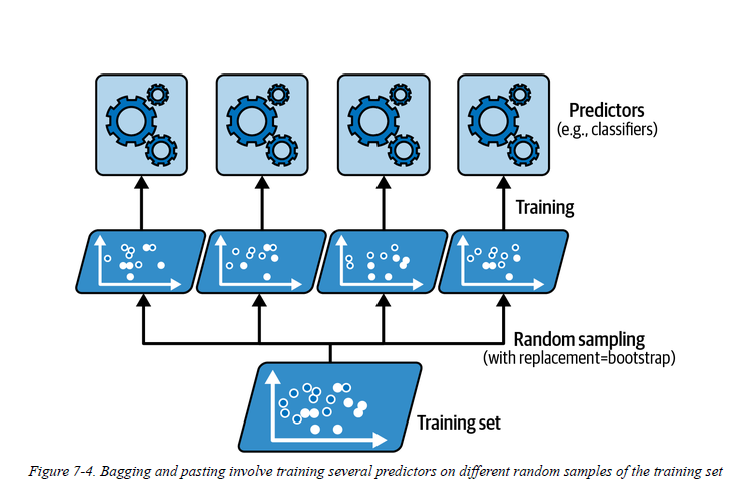 Predictors
(e.g., classifiers)
Training
Random sampling
(with replacement=bootstrap)
Training set
Figure 7-4. Bagging and pasting involve training several predictors on different random samples of the training set